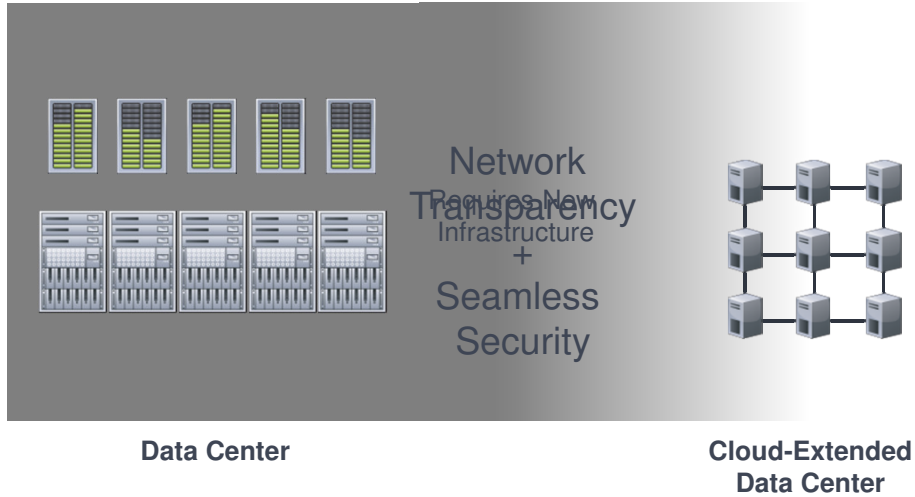 Network
Transparency
Requires New
Infrastructure
+
Seamless
Security
Data Center
Cloud-Extended
Data Center